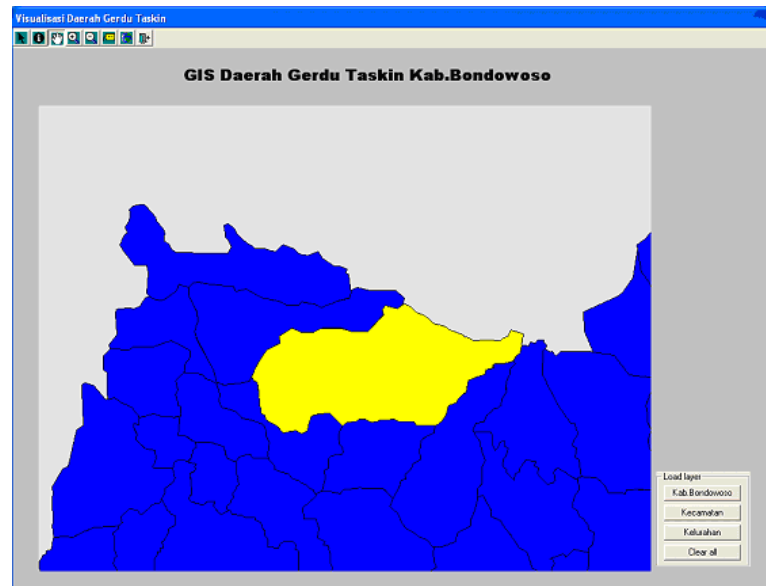 Visualisasi Daerah Gerdu Taskin
GIS Daerah Gerdu Taskin Kab.Bondowoso
Load layer
Kab.Bondowoso
Kecamatan
Kelurahan
Clear all